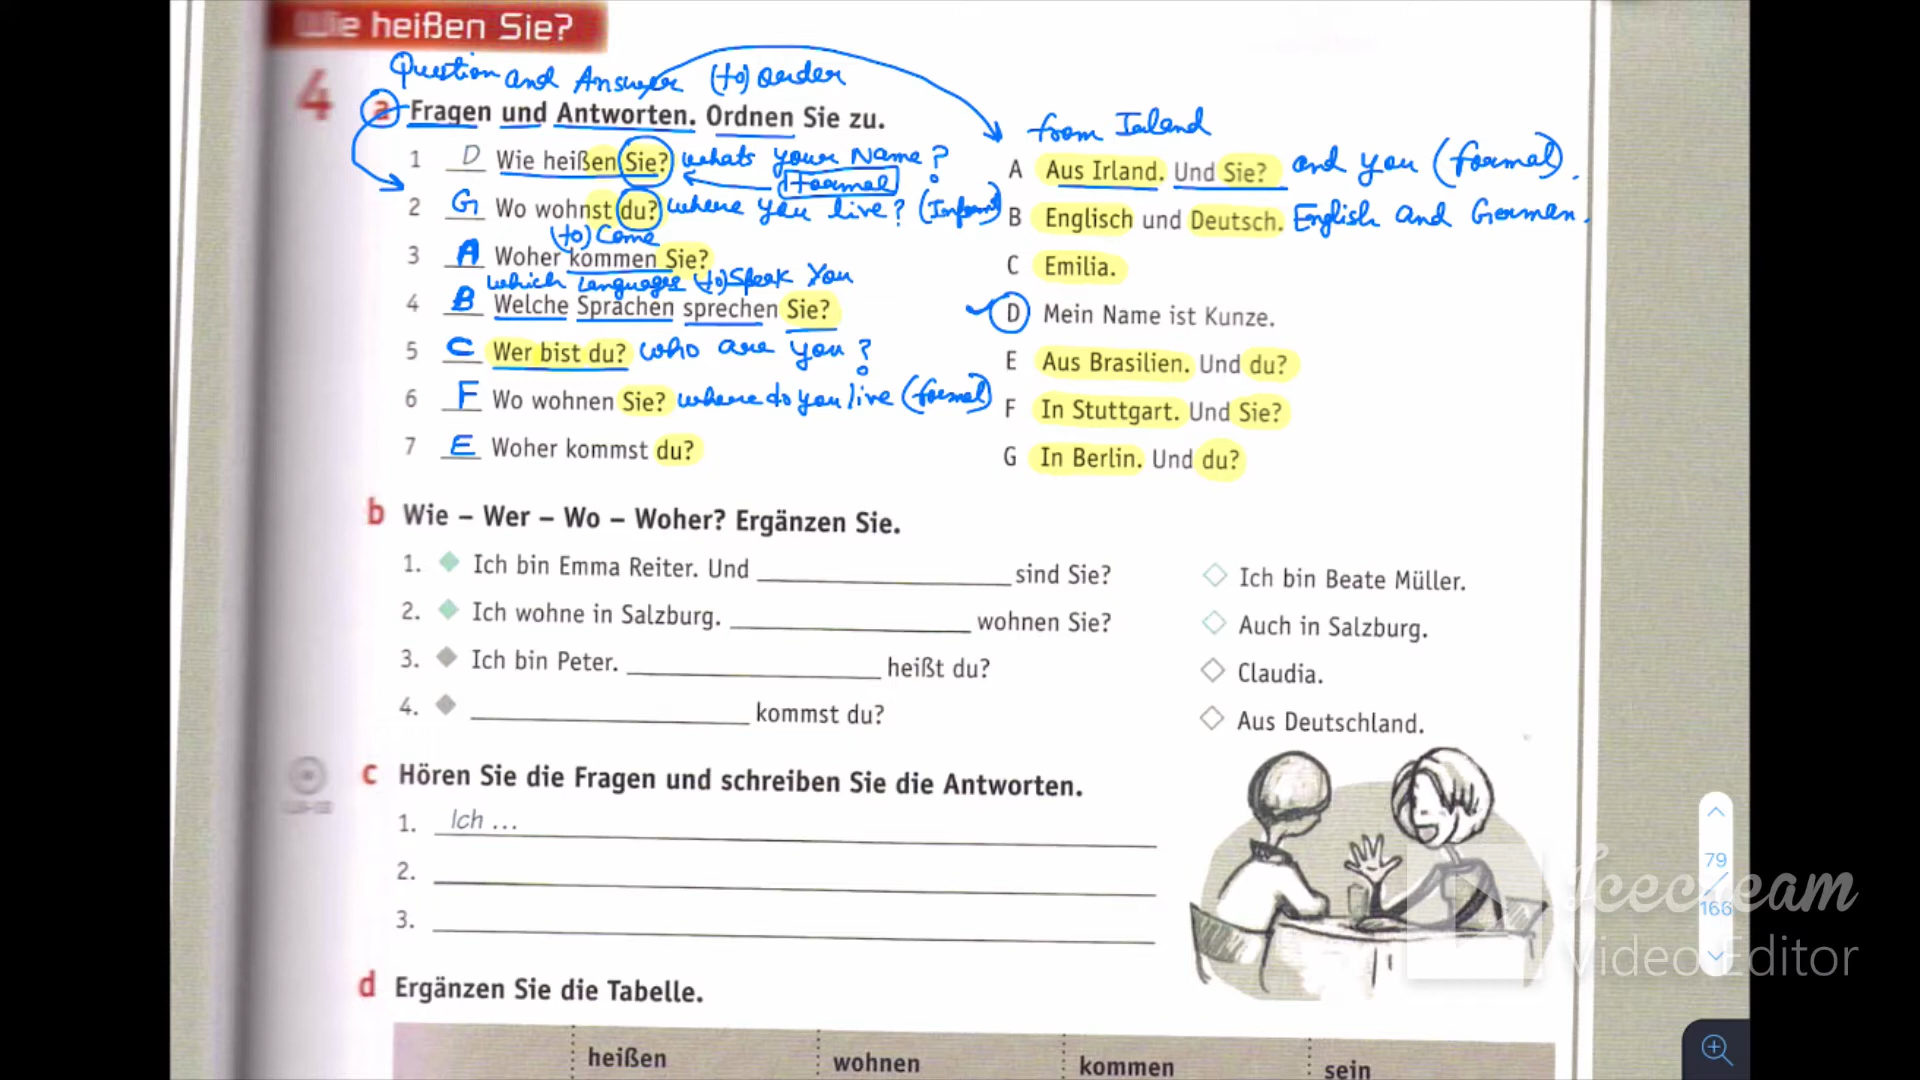 Wie heißen Sie?
Question and Answer (to) order
4
a Fragen und Antworten. Ordnen Sie zu.
from Ireland
1 D Wie heißen Sie? whats your Name?
Formal
A Aus Irland. Und Sie? and you (formal).
2 G Wo wohnst du? where you live?
B Englisch und Deutsch. English and German.
(to) Come
3 A Woher kommen Sie?
C Emilia.
which languages (to) Speak You
4 B Welche Sprachen sprechen Sie?
D Mein Name ist Kunze.
5 C Wer bist du? who are you?
E Aus Brasilien. Und du?
6 F Wo wohnen Sie? where do you live (formal)
F In Stuttgart. Und Sie?
7 E Woher kommst du?
G In Berlin. Und du?
b Wie – Wer – Wo – Woher? Ergänzen Sie.
1. Ich bin Emma Reiter. Und ____ sind Sie? Ich bin Beate Müller.
2. Ich wohne in Salzburg. ____ wohnen Sie? Auch in Salzburg.
3. Ich bin Peter. ____ heißt du? Claudia.
4. ____ kommst du? Aus Deutschland.
c Hören Sie die Fragen und schreiben Sie die Antworten.
1. Ich ...
2.
3.
79
/
168
Icecream
Video Editor
d Ergänzen Sie die Tabelle.
heißen wohnen kommen sein